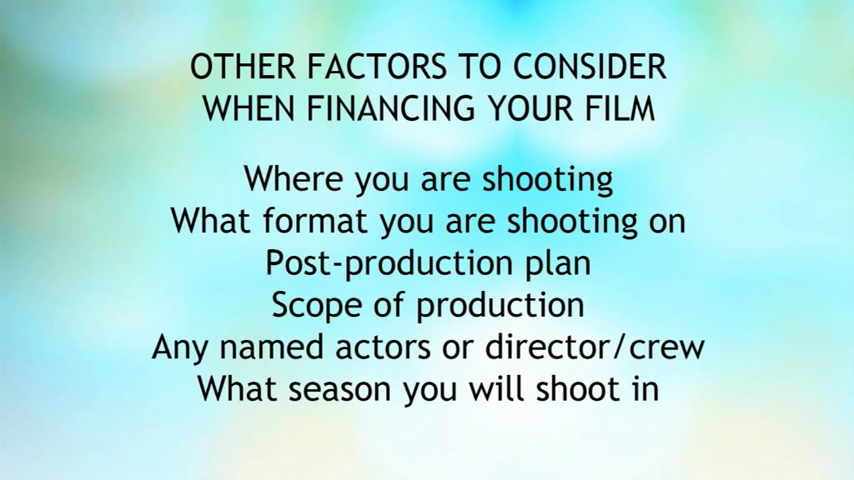 OTHER FACTORS TO CONSIDER
WHEN FINANCING YOUR FILM
Where you are shooting
What format you are shooting on
Post-production plan
Scope of production
Any named actors or director/crew
What season you will shoot in